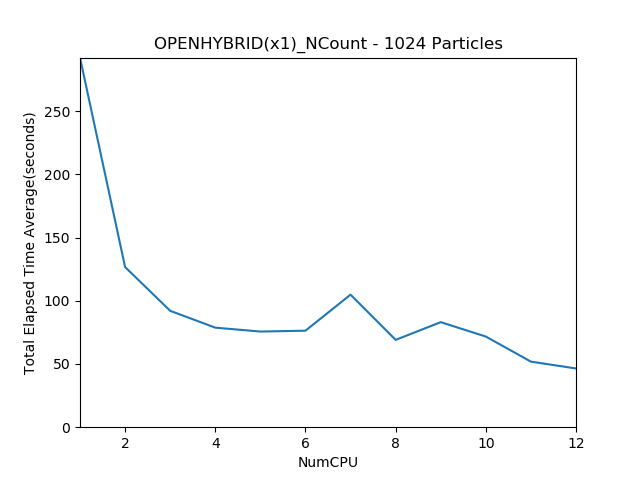 OPENHYBRID(x1)_NCount - 1024 Particles
Total Elapsed Time Average(seconds)
250
200
150
100
50
0
2 4 6 8 10 12
NumCPU